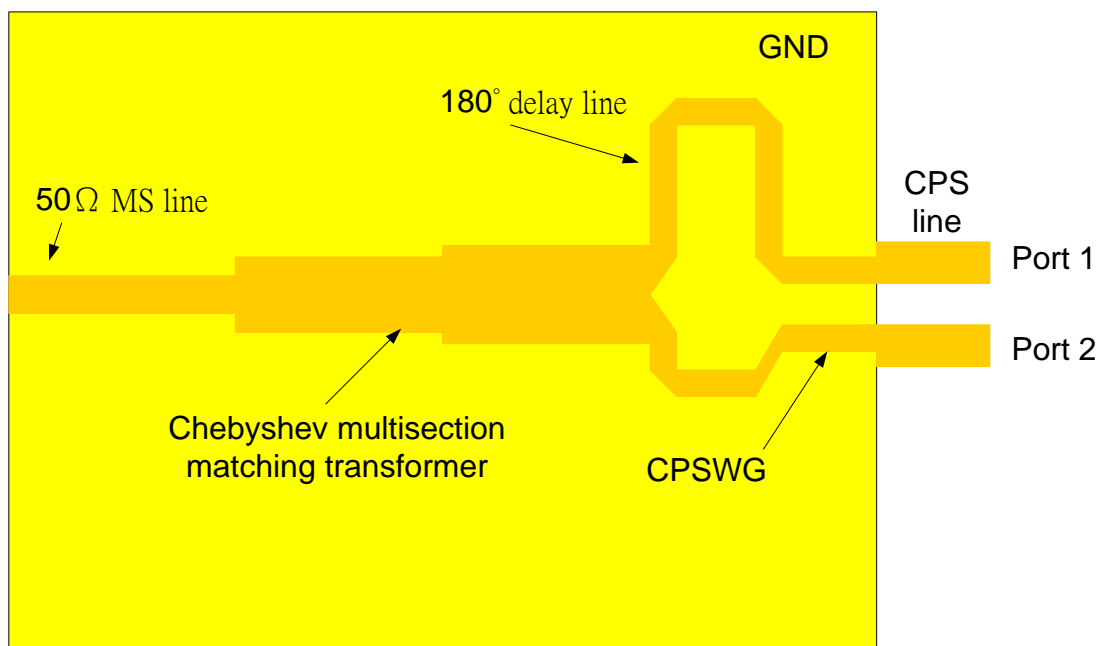 GND
180° delay line
50Ω MS line
CPS
line
Port 1
Port 2
Chebyshev multisection
matching transformer
CPSWG